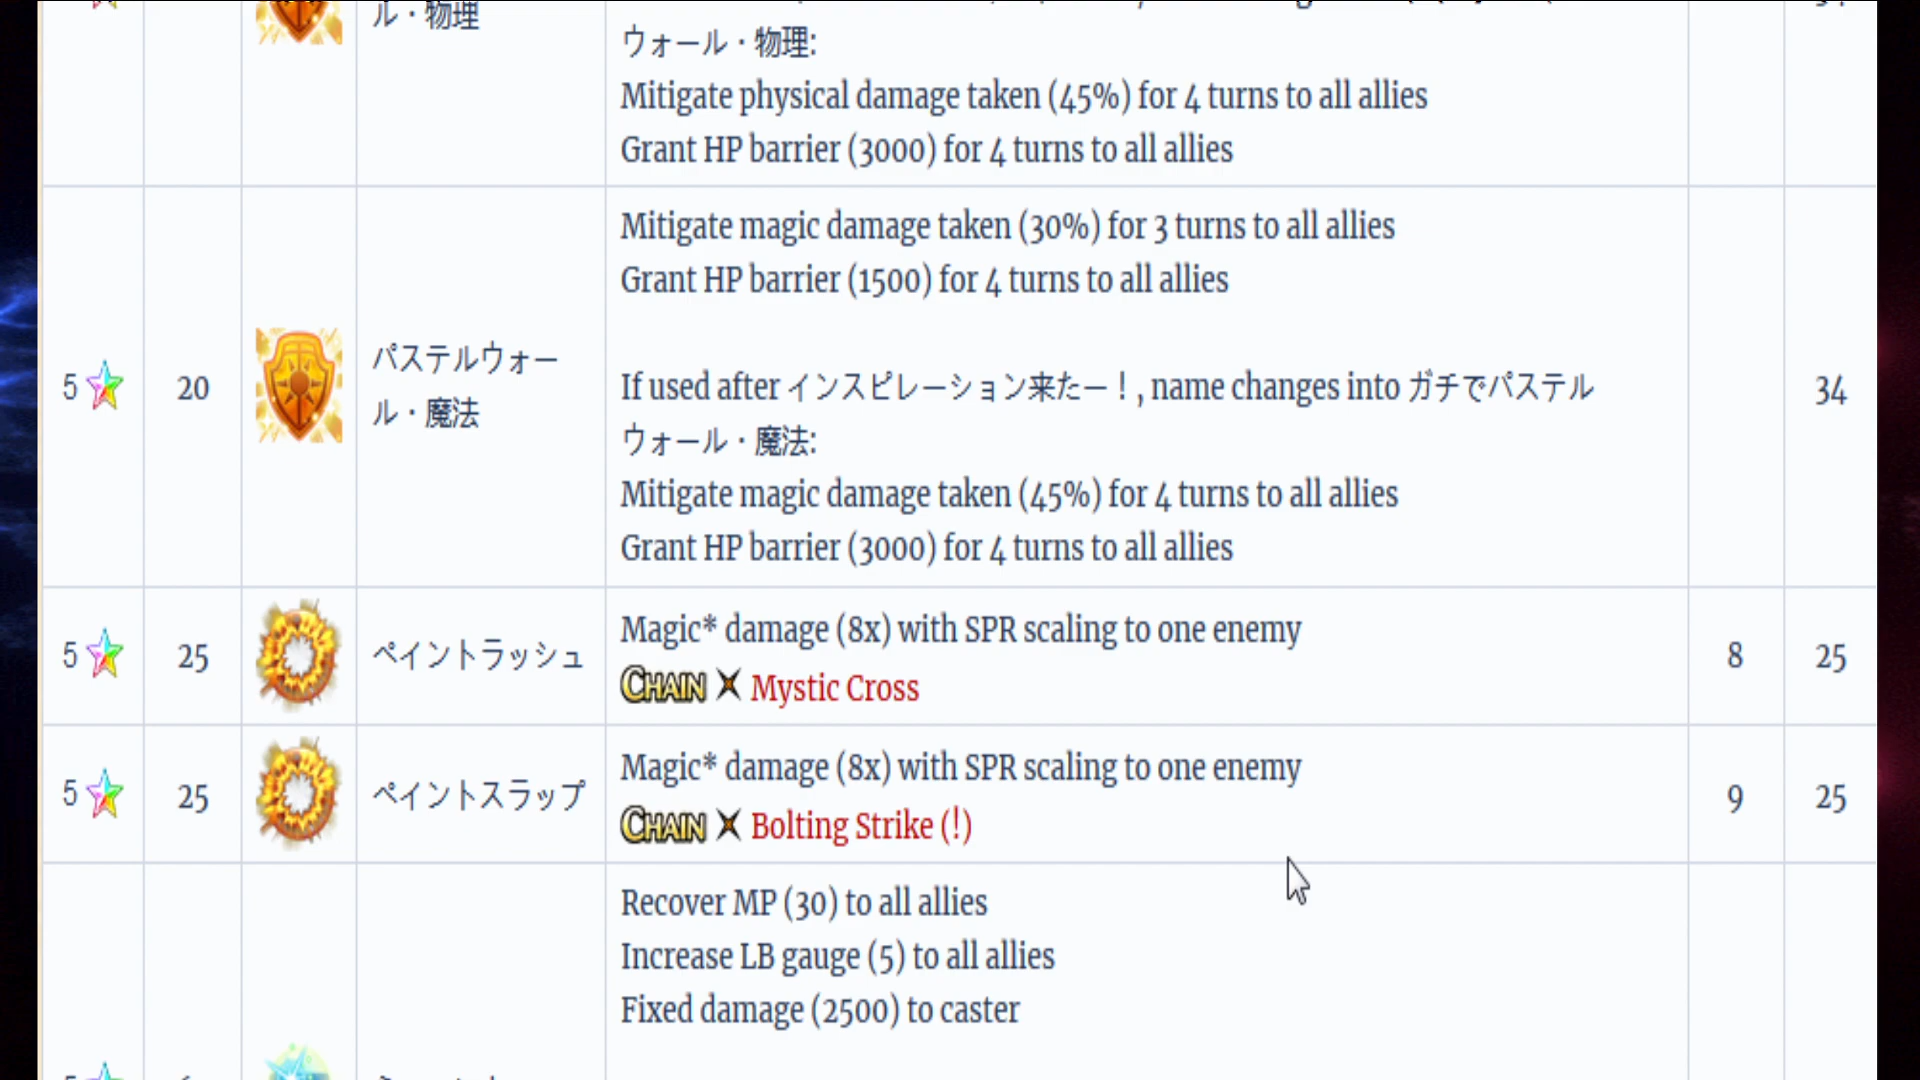 ル・物理
ウォール・物理:
Mitigate physical damage taken (45%) for 4 turns to all allies
Grant HP barrier (3000) for 4 turns to all allies
5
20
パステルウォー
ル・魔法
Mitigate magic damage taken (30%) for 3 turns to all allies
Grant HP barrier (1500) for 4 turns to all allies
If used after インスピレーション来たー！, name changes into ガチでパステル
ウォール・魔法:
Mitigate magic damage taken (45%) for 4 turns to all allies
Grant HP barrier (3000) for 4 turns to all allies
34
5
25
ペイントラッシュ
Magic* damage (8x) with SPR scaling to one enemy
CHAIN Mystic Cross
8
25
5
25
ペイントスラップ
Magic* damage (8x) with SPR scaling to one enemy
CHAIN Bolting Strike (!)
9
25
Recover MP (30) to all allies
Increase LB gauge (5) to all allies
Fixed damage (2500) to caster